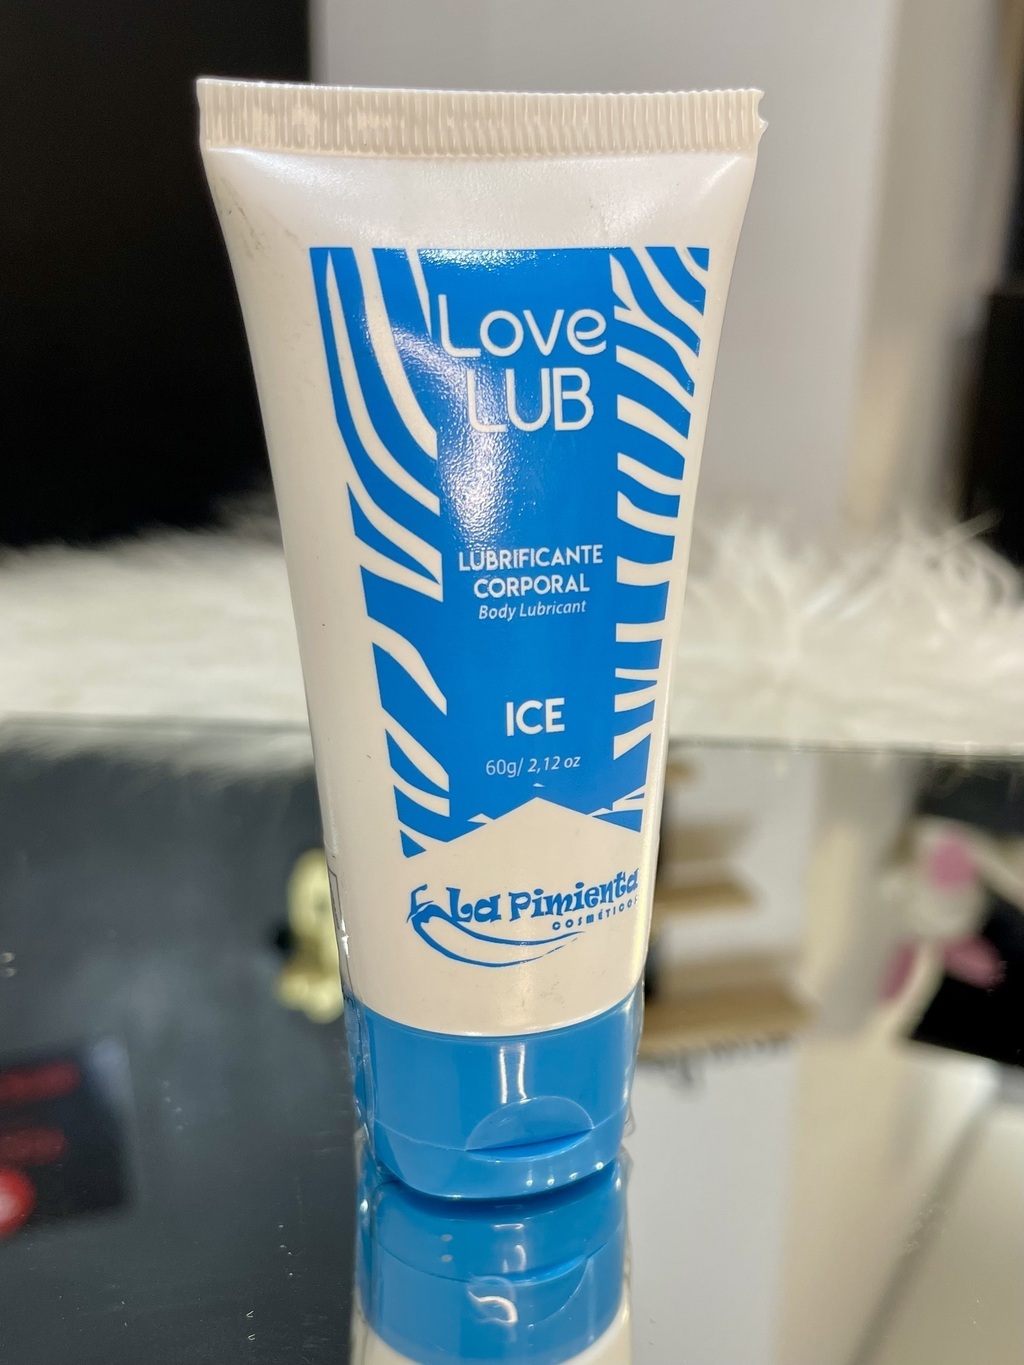 Love
LUB
LUBRIFICANTE
CORPORAL
Body Lubricant
ICE
60g/ 2,12 oz
La Pimienta
COSMÉTICOS